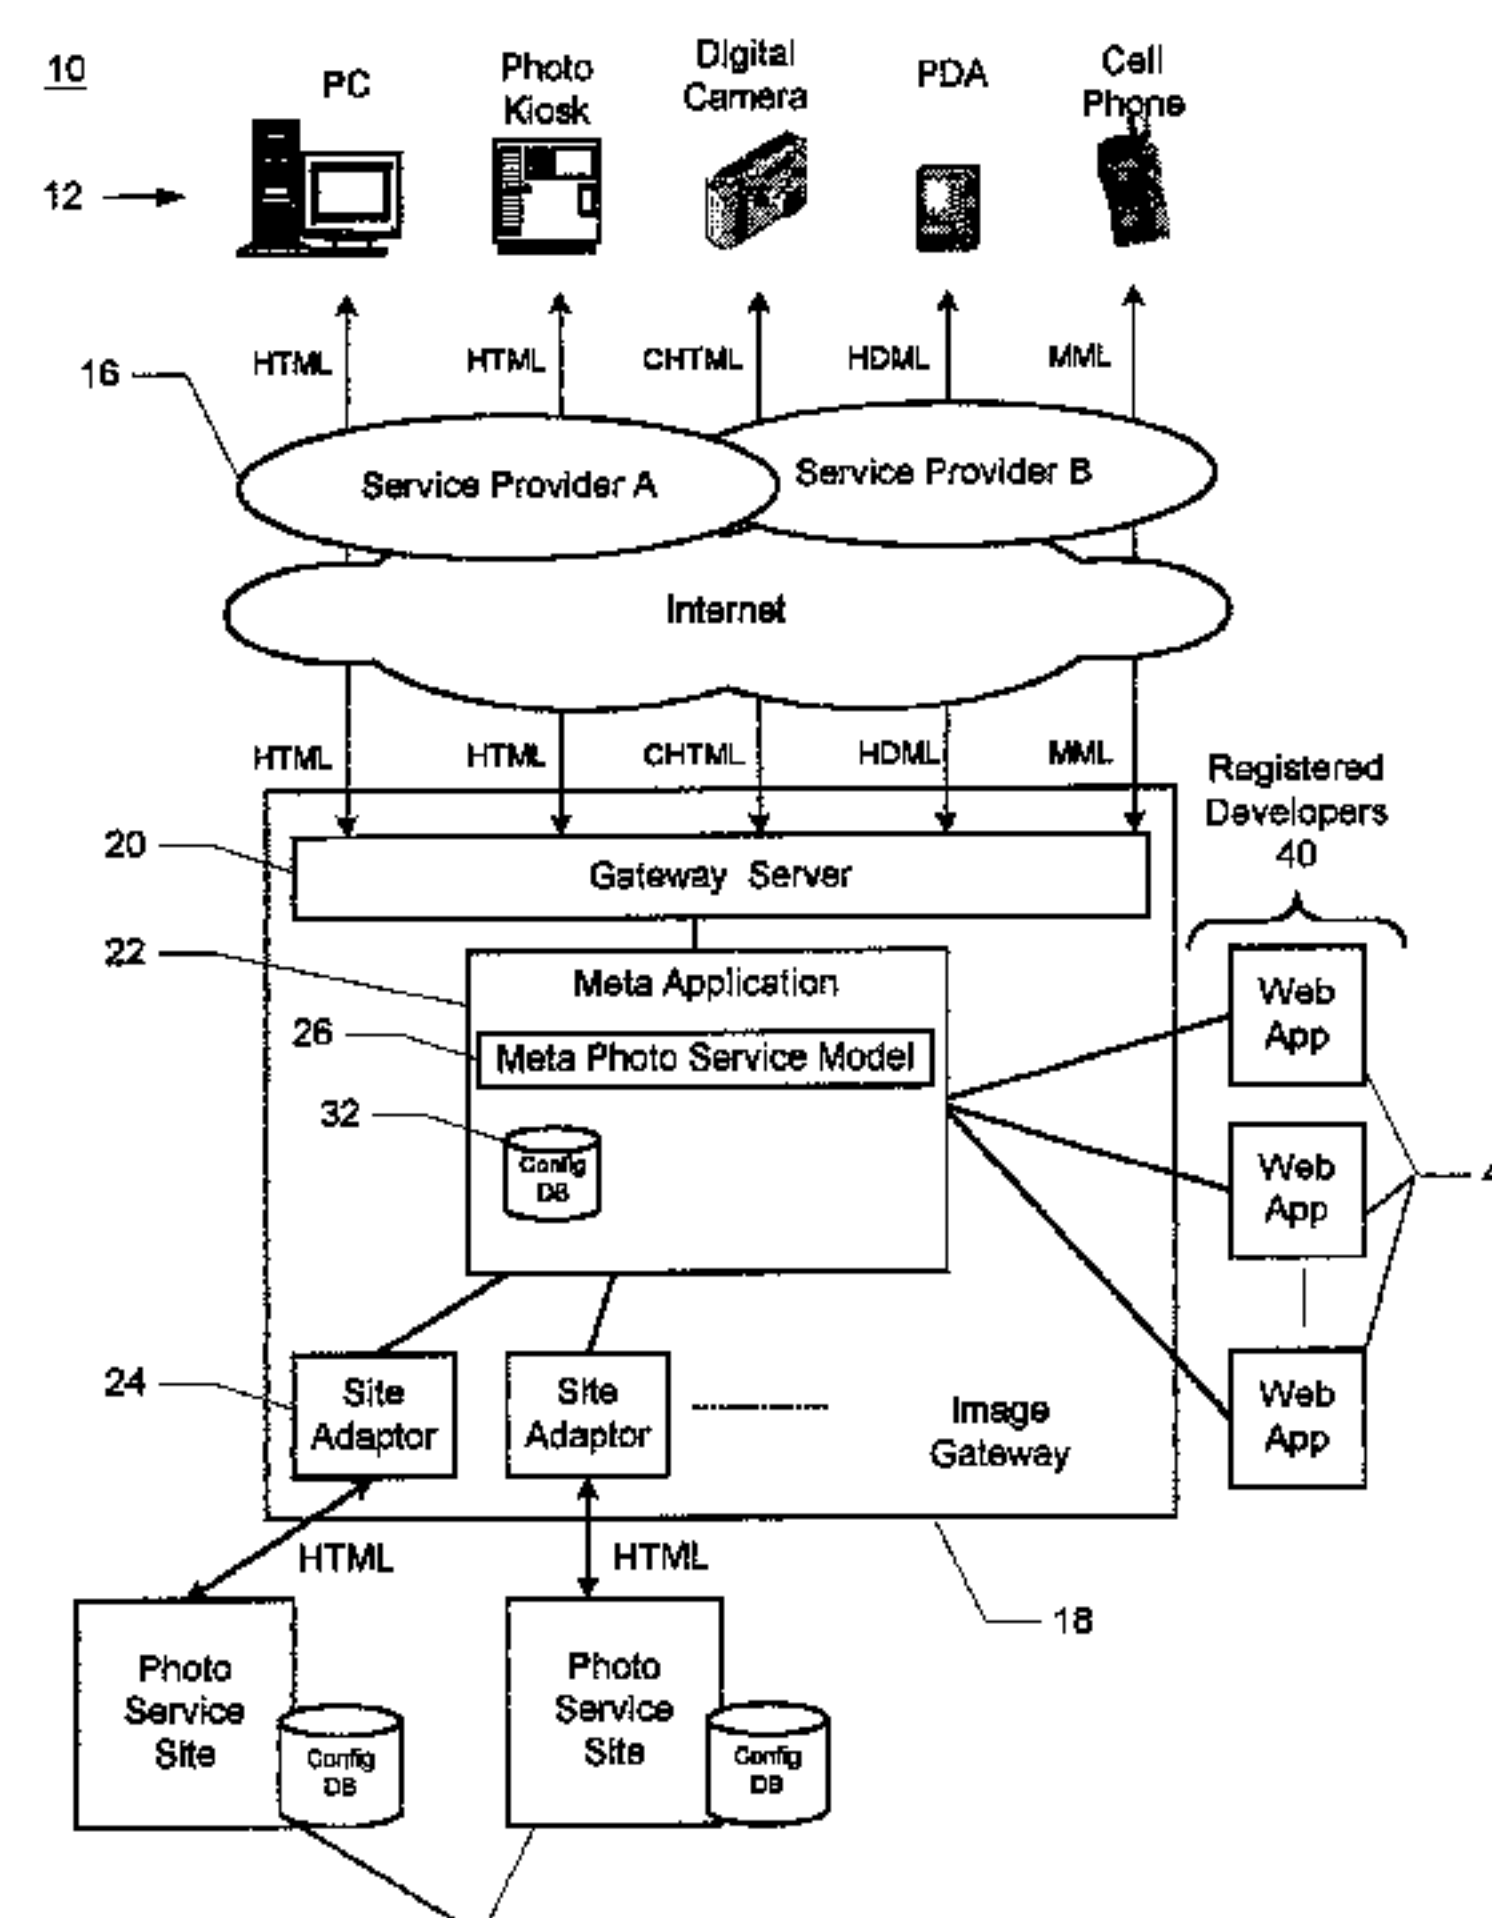 10
PC
Photo
Kiosk
Digital
Camera
PDA
Cell
Phone
12
16
HTML
HTML
CHTML
HDML
MML
Service Provider A
Service Provider B
Internet
HTML
HTML
CHTML
HDML
MML
Registered
Developers
40
20
Gateway Server
22
Meta Application
26
Meta Photo Service Model
32
Config
DB
Web
App
Web
App
Web
App
24
Site
Adaptor
Site
Adaptor
Image
Gateway
HTML
HTML
18
Photo
Service
Site
Config
DB
Photo
Service
Site
Config
DB